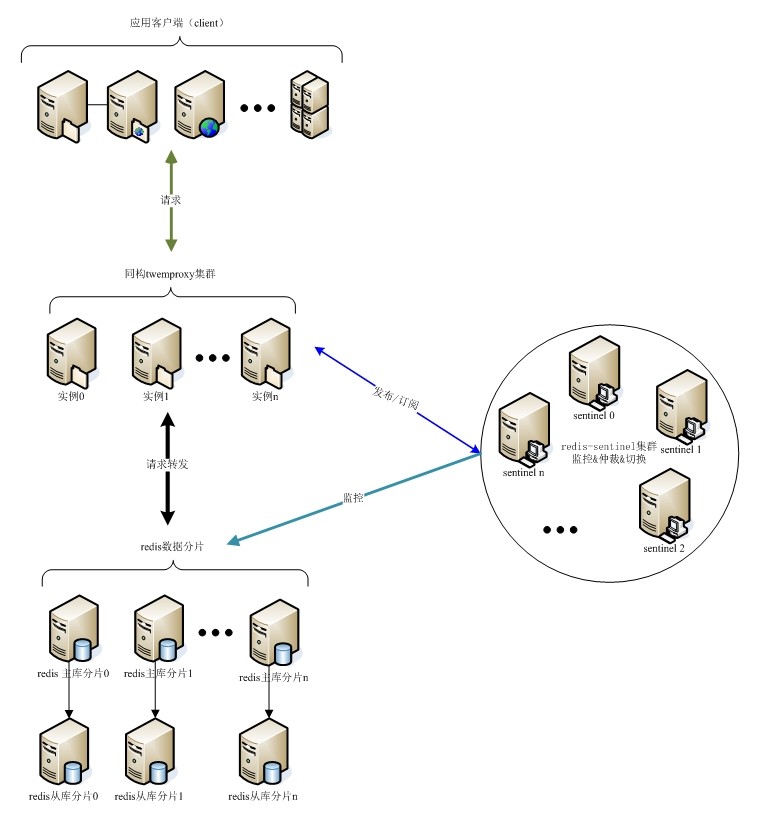 应用客户端（client）
请求
同构twemproxy集群
实例0
实例1
实例n
发布/订阅
sentinel 0
sentinel 1
redis-sentinel集群
监控&仲裁&切换
sentinel n
sentinel 2
请求转发
监控
redis数据分片
redis 主库分片0
redis主库分片1
redis主库分片n
redis从库分片0
redis从库分片1
redis从库分片n